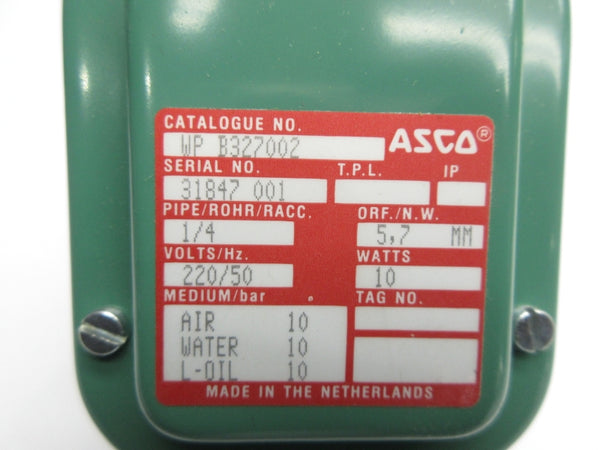 CATALOGUE NO.
ASCO®
WP B327002
SERIAL NO. T.P.L. IP
31847 001
PIPE/ROHR/RACC. ORF./N.W.
1/4 5,7 MM
VOLTS/Hz. WATTS
220/50 10
MEDIUM/bar TAG NO.
AIR 10
WATER 10
L-OIL 10
MADE IN THE NETHERLANDS